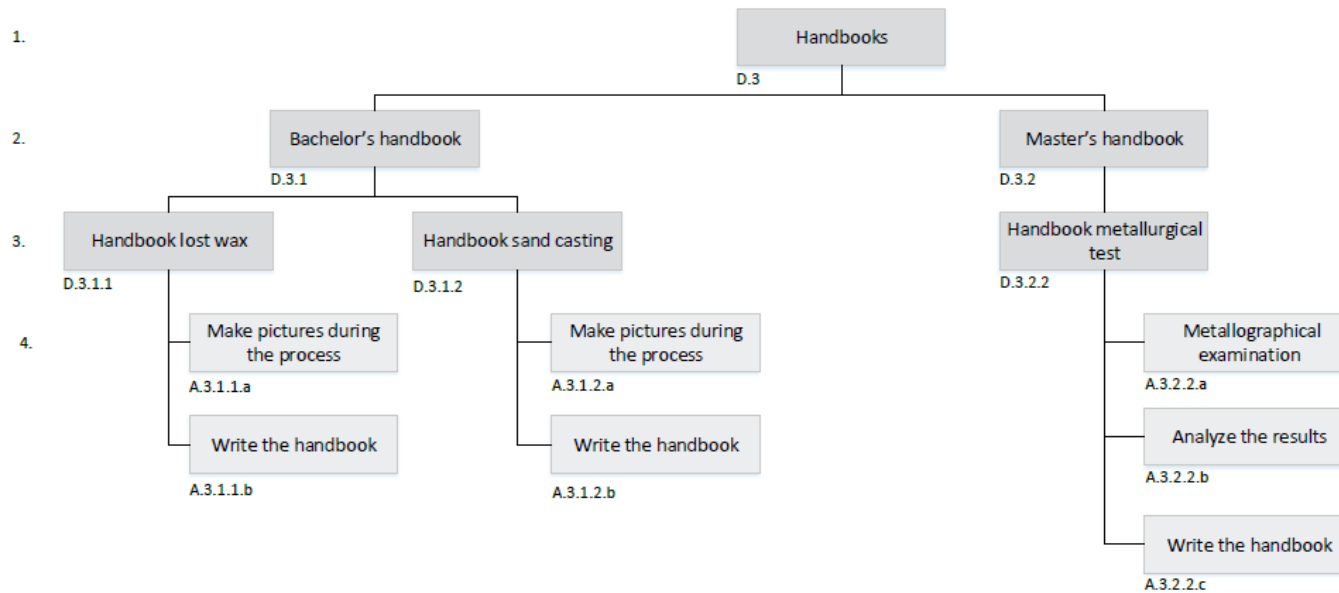 1.
Handbooks
D.3
2.
Bachelor's handbook
Master's handbook
D.3.1
D.3.2
3.
Handbook lost wax
Handbook sand casting
Handbook metallurgical
test
D.3.1.1
D.3.1.2
D.3.2.2
4.
Make pictures during
the process
Make pictures during
the process
Metallographical
examination
A.3.1.1.a
A.3.1.2.a
A.3.2.2.a
Write the handbook
Write the handbook
Analyze the results
A.3.1.1.b
A.3.1.2.b
A.3.2.2.b
Write the handbook
A.3.2.2.c